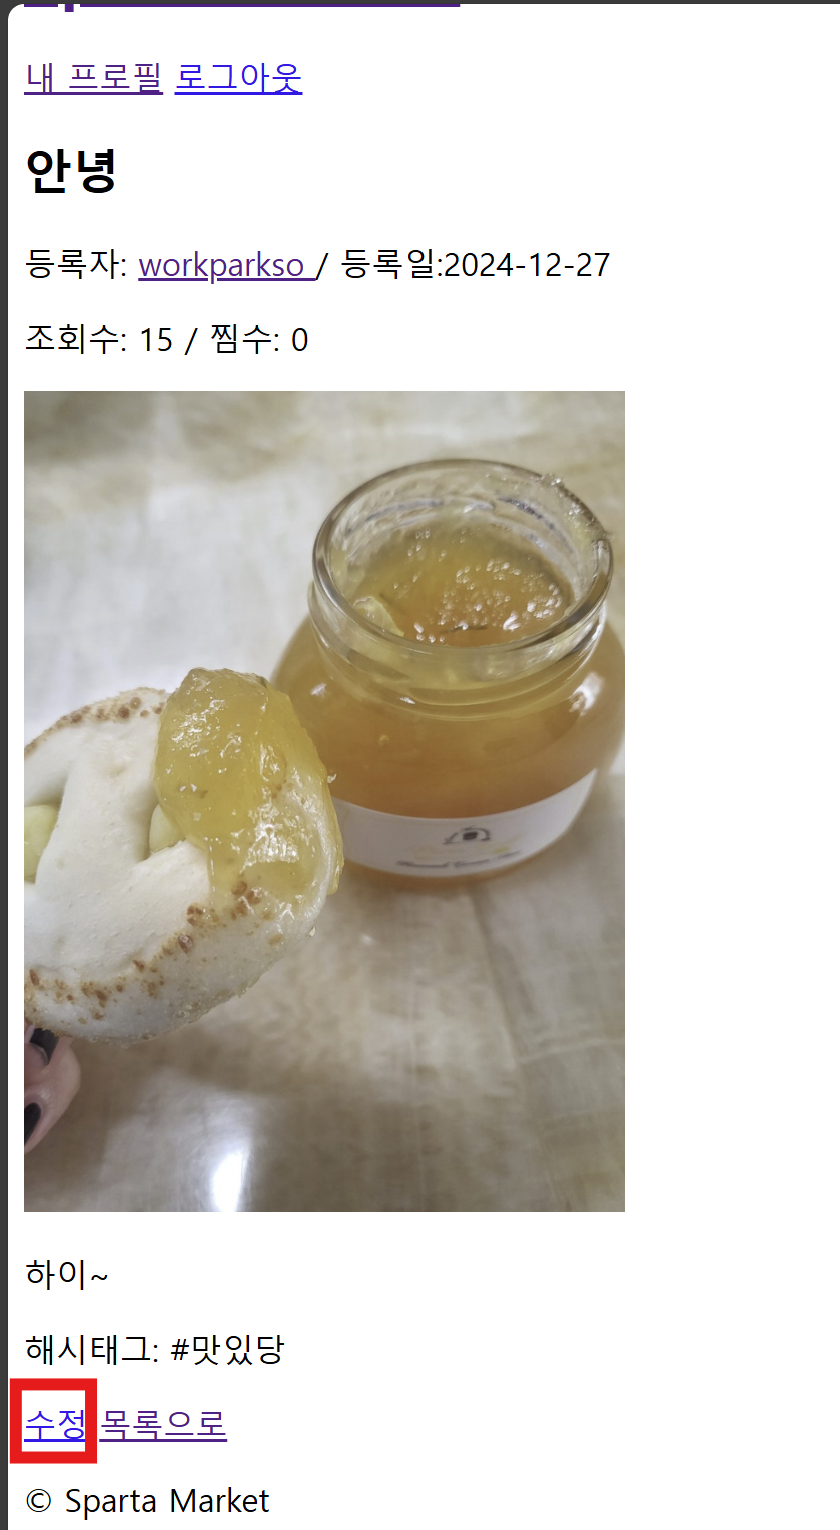 내 프로필 로그아웃
안녕
등록자: workparkso / 등록일:2024-12-27
조회수: 15 / 찜수: 0
하이~
해시태그: #맛있당
수정 목록으로
© Sparta Market